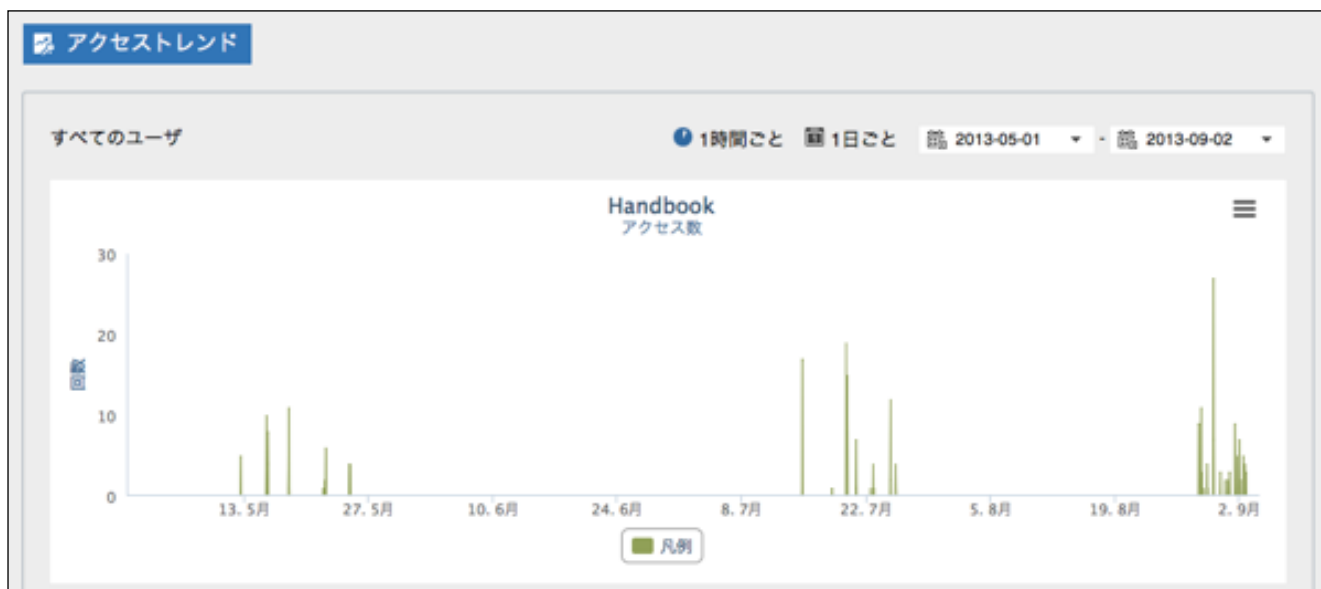 アクセストレンド
すべてのユーザ
1時間ごと 1日ごと 2013-05-01 - 2013-09-02
Handbook
アクセス数
30
20
10
0
回数
13. 5月 27. 5月 10. 6月 24. 6月 8. 7月 22. 7月 5. 8月 19. 8月 2. 9月
凡例